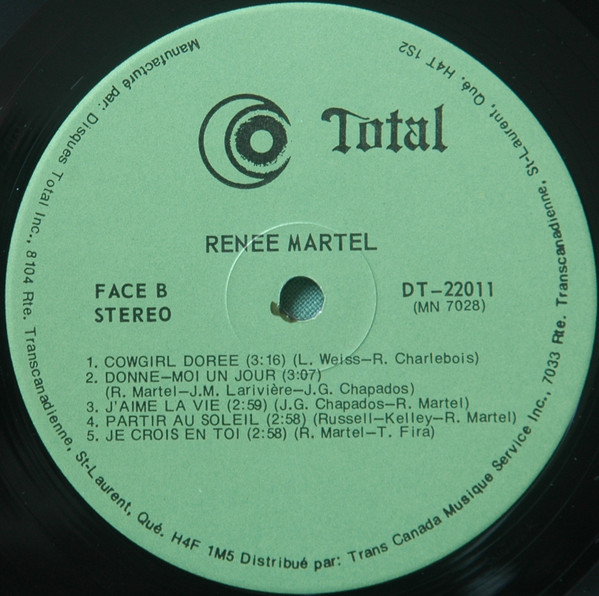 Total
RENEE MARTEL
FACE B
STEREO
DT-22011
(MN 7028)
1. COWGIRL DOREE (3:16) (L. Weiss-R. Charlebois)
2. DONNE-MOI UN JOUR (3:07)
(R. Martel-J.M. Larivière-J.G. Chapados)
3. J'AIME LA VIE (2:59) (J.G. Chapados-R. Martel)
4. PARTIR AU SOLEIL (2:58) (Russell-Kelley-R. Martel)
5. JE CROIS EN TOI (2:58) (R. Martel-T. Fira)
Manufacturé par: Disques Total Inc., 8104 Rte. Transcanadienne, St-Laurent, Qué. H4F 1M5 Distribué par: Trans Canada Musique Service Inc., 7033 Rte. Transcanadienne, St-Laurent, Qué. H4T 1S2